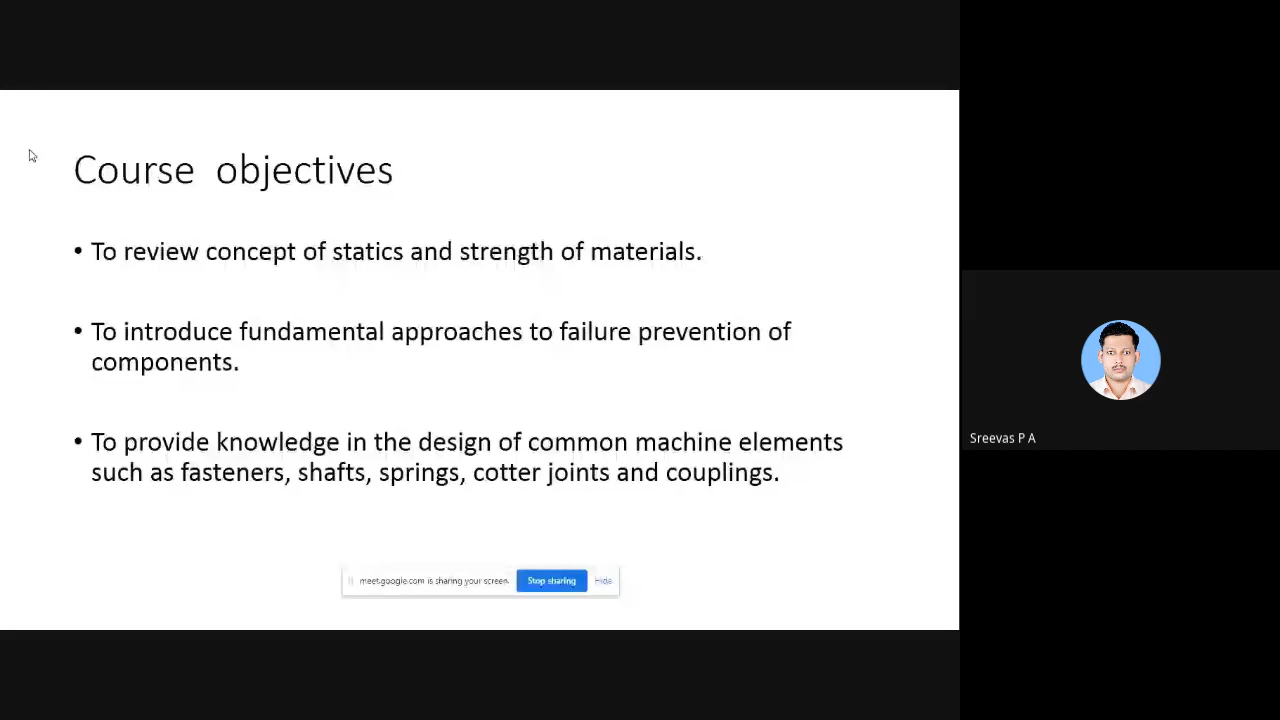 Course objectives
• To review concept of statics and strength of materials.
• To introduce fundamental approaches to failure prevention of
components.
• To provide knowledge in the design of common machine elements
such as fasteners, shafts, springs, cotter joints and couplings.
meet.google.com is sharing your screen. Stop sharing Hide
Sreevas P A